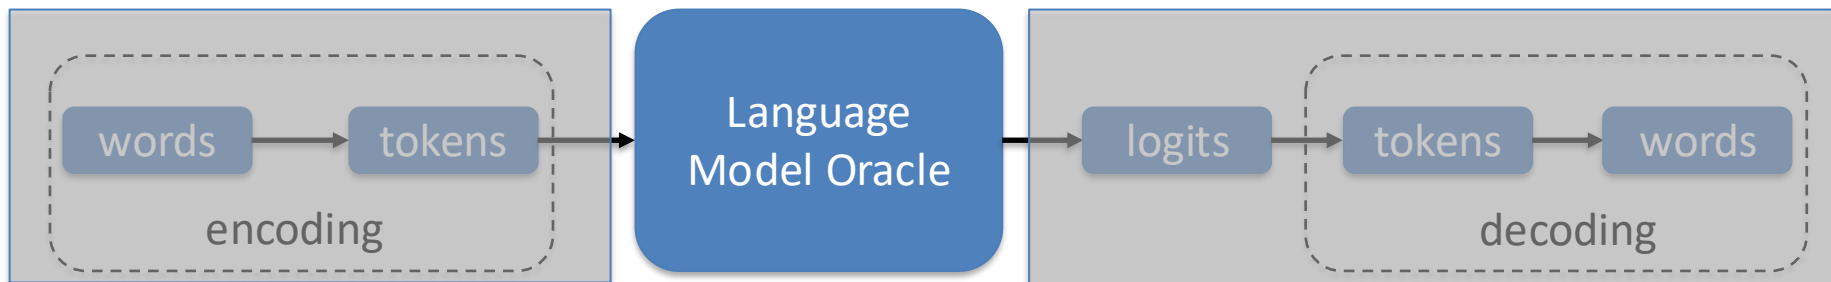 words
tokens
encoding
Language
Model Oracle
logits
tokens
words
decoding